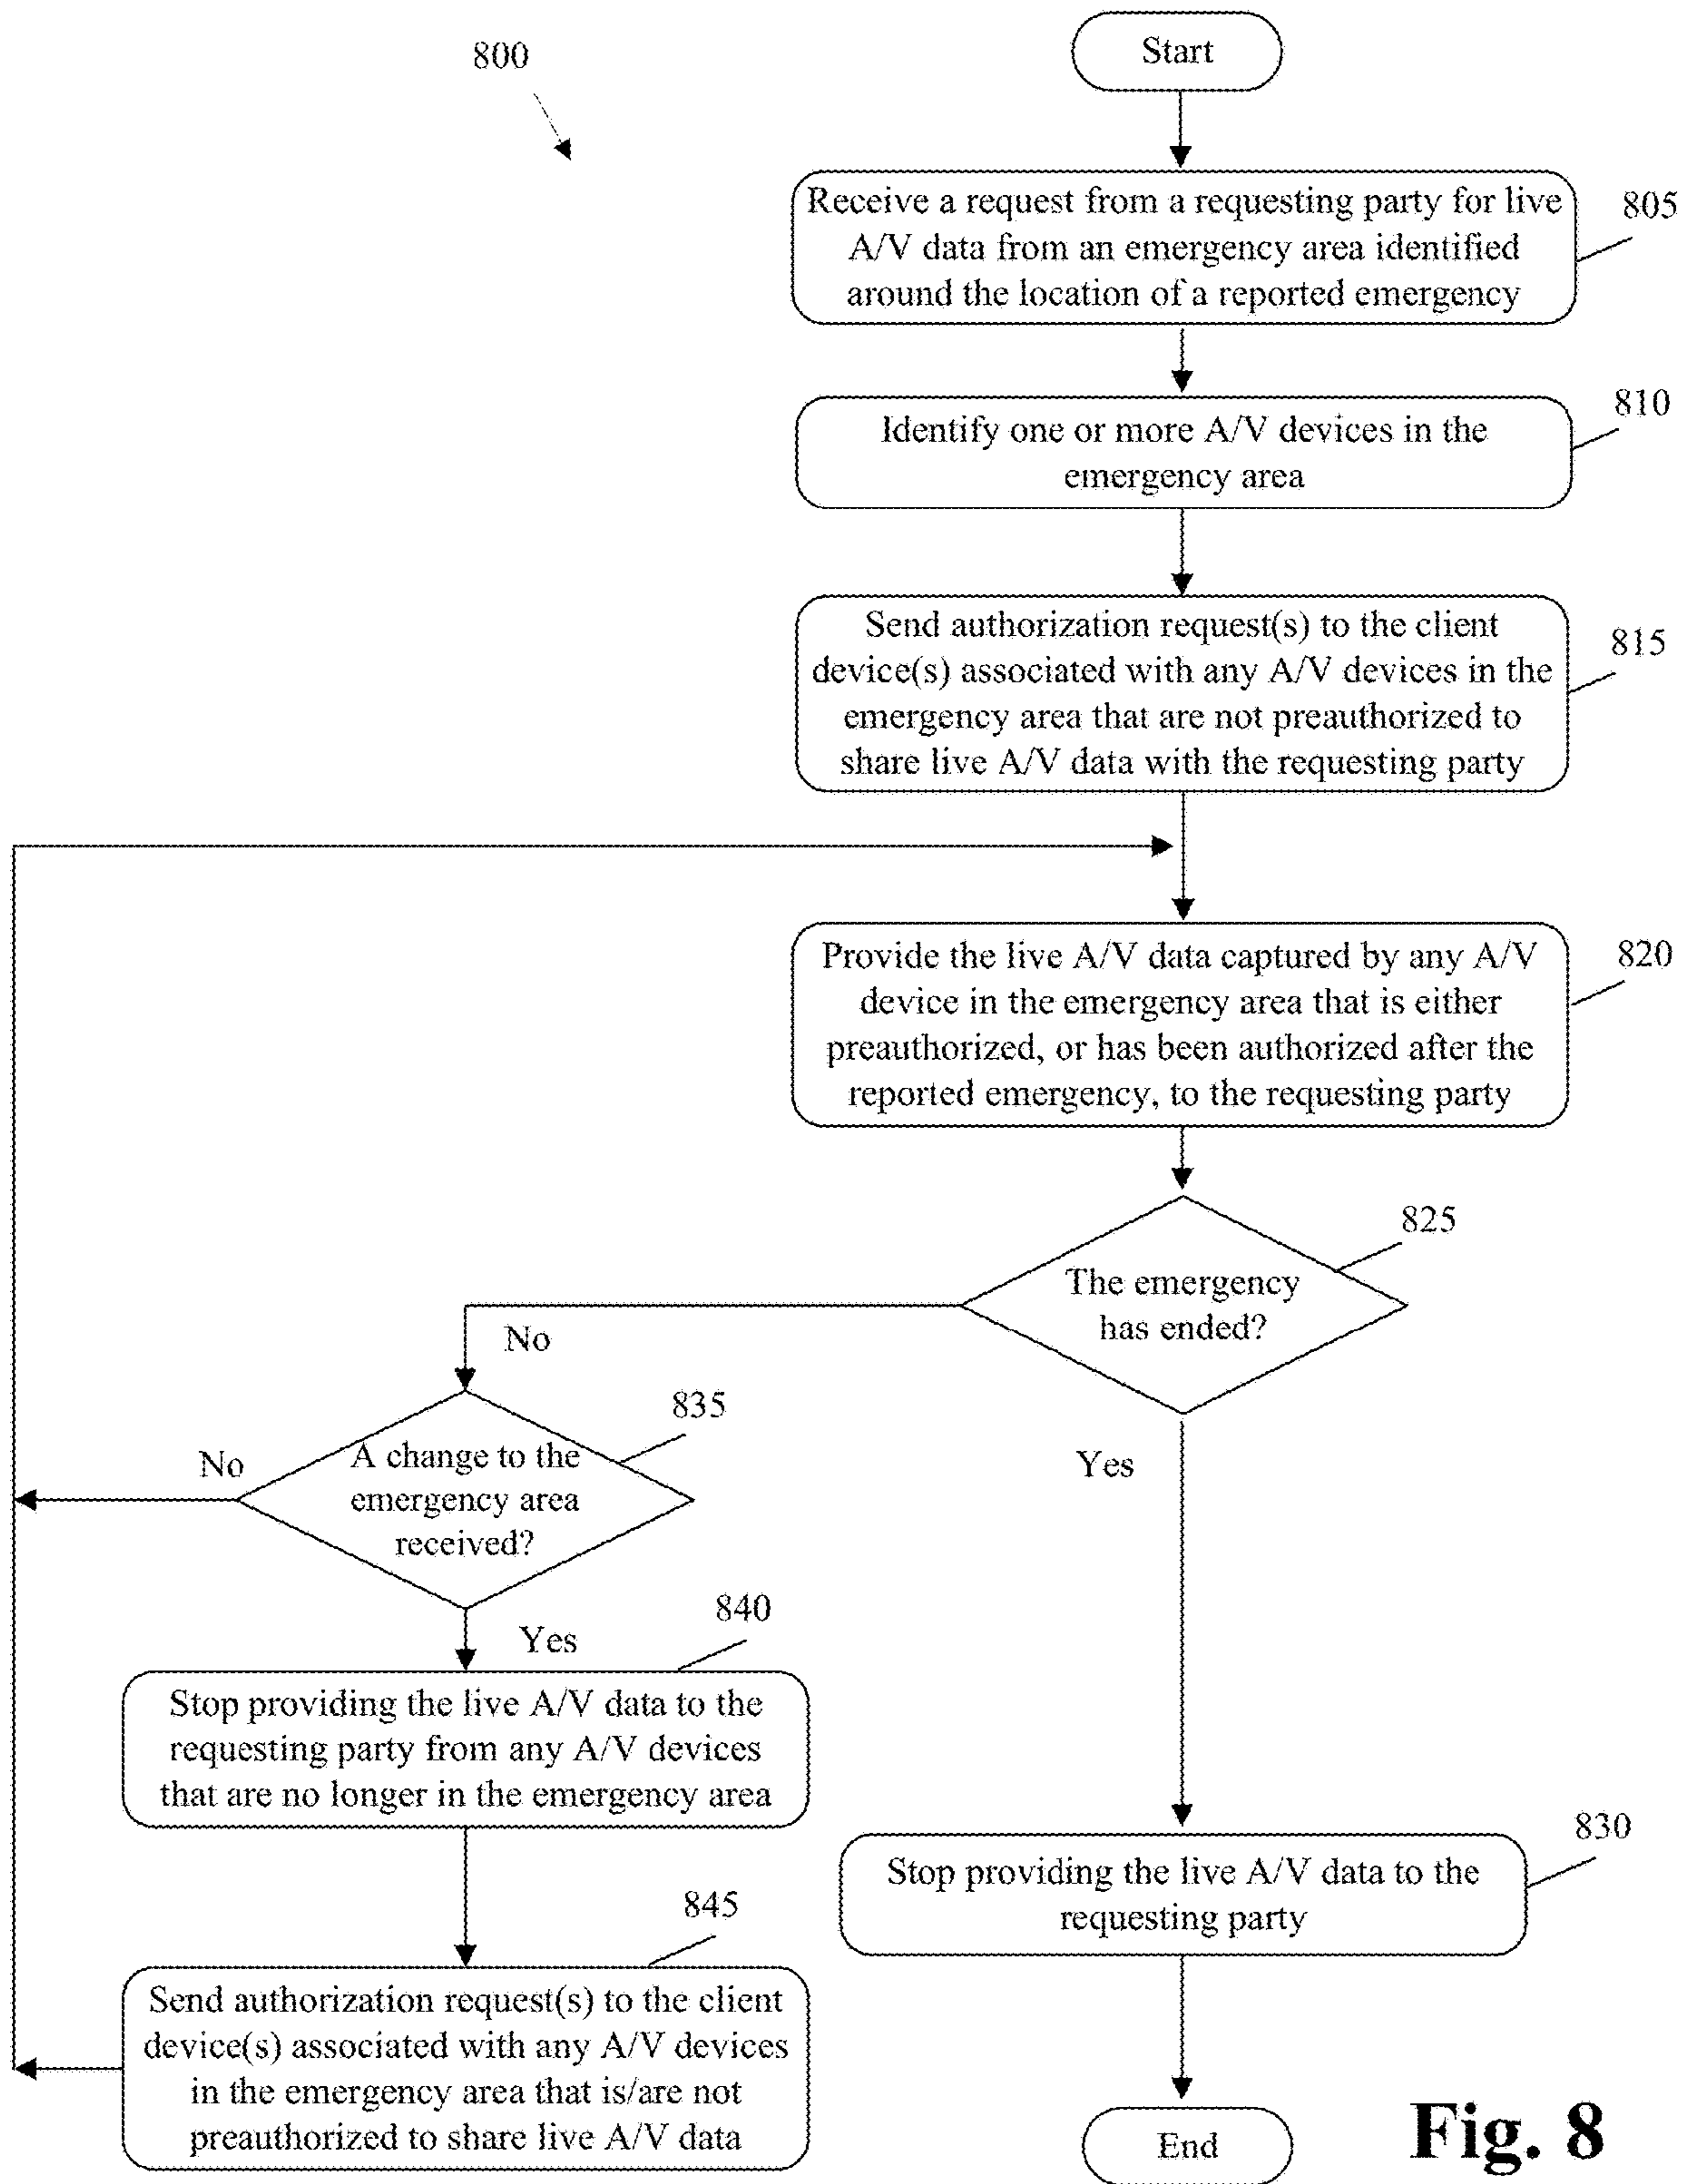 800
Start
Receive a request from a requesting party for live
A/V data from an emergency area identified
around the location of a reported emergency
805
Identify one or more A/V devices in the
emergency area
810
Send authorization request(s) to the client
device(s) associated with any A/V devices in the
emergency area that are not preauthorized to
share live A/V data with the requesting party
815
Provide the live A/V data captured by any A/V
device in the emergency area that is either
preauthorized, or has been authorized after the
reported emergency, to the requesting party
820
The emergency
has ended?
825
No
Yes
A change to the
emergency area
received?
835
No
Yes
Stop providing the live A/V data to the
requesting party from any A/V devices
that are no longer in the emergency area
840
Send authorization request(s) to the client
device(s) associated with any A/V devices
in the emergency area that is/are not
preauthorized to share live A/V data
845
Stop providing the live A/V data to the
requesting party
830
End
Fig. 8